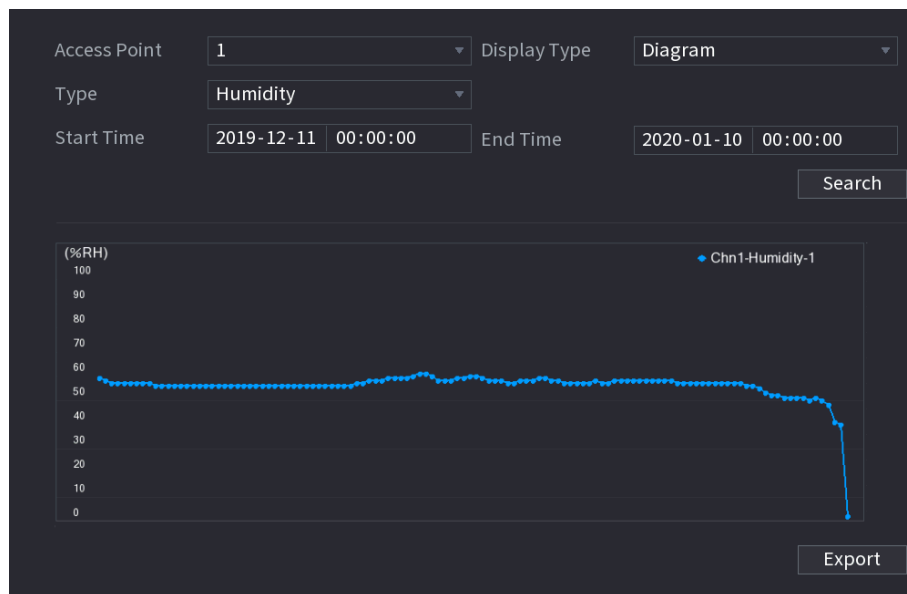 Access Point 1 Display Type Diagram
Type Humidity
Start Time 2019-12-11 00:00:00 End Time 2020-01-10 00:00:00
Search
(%RH)
Chn1-Humidity-1
100
90
80
70
60
50
40
30
20
10
0
Export